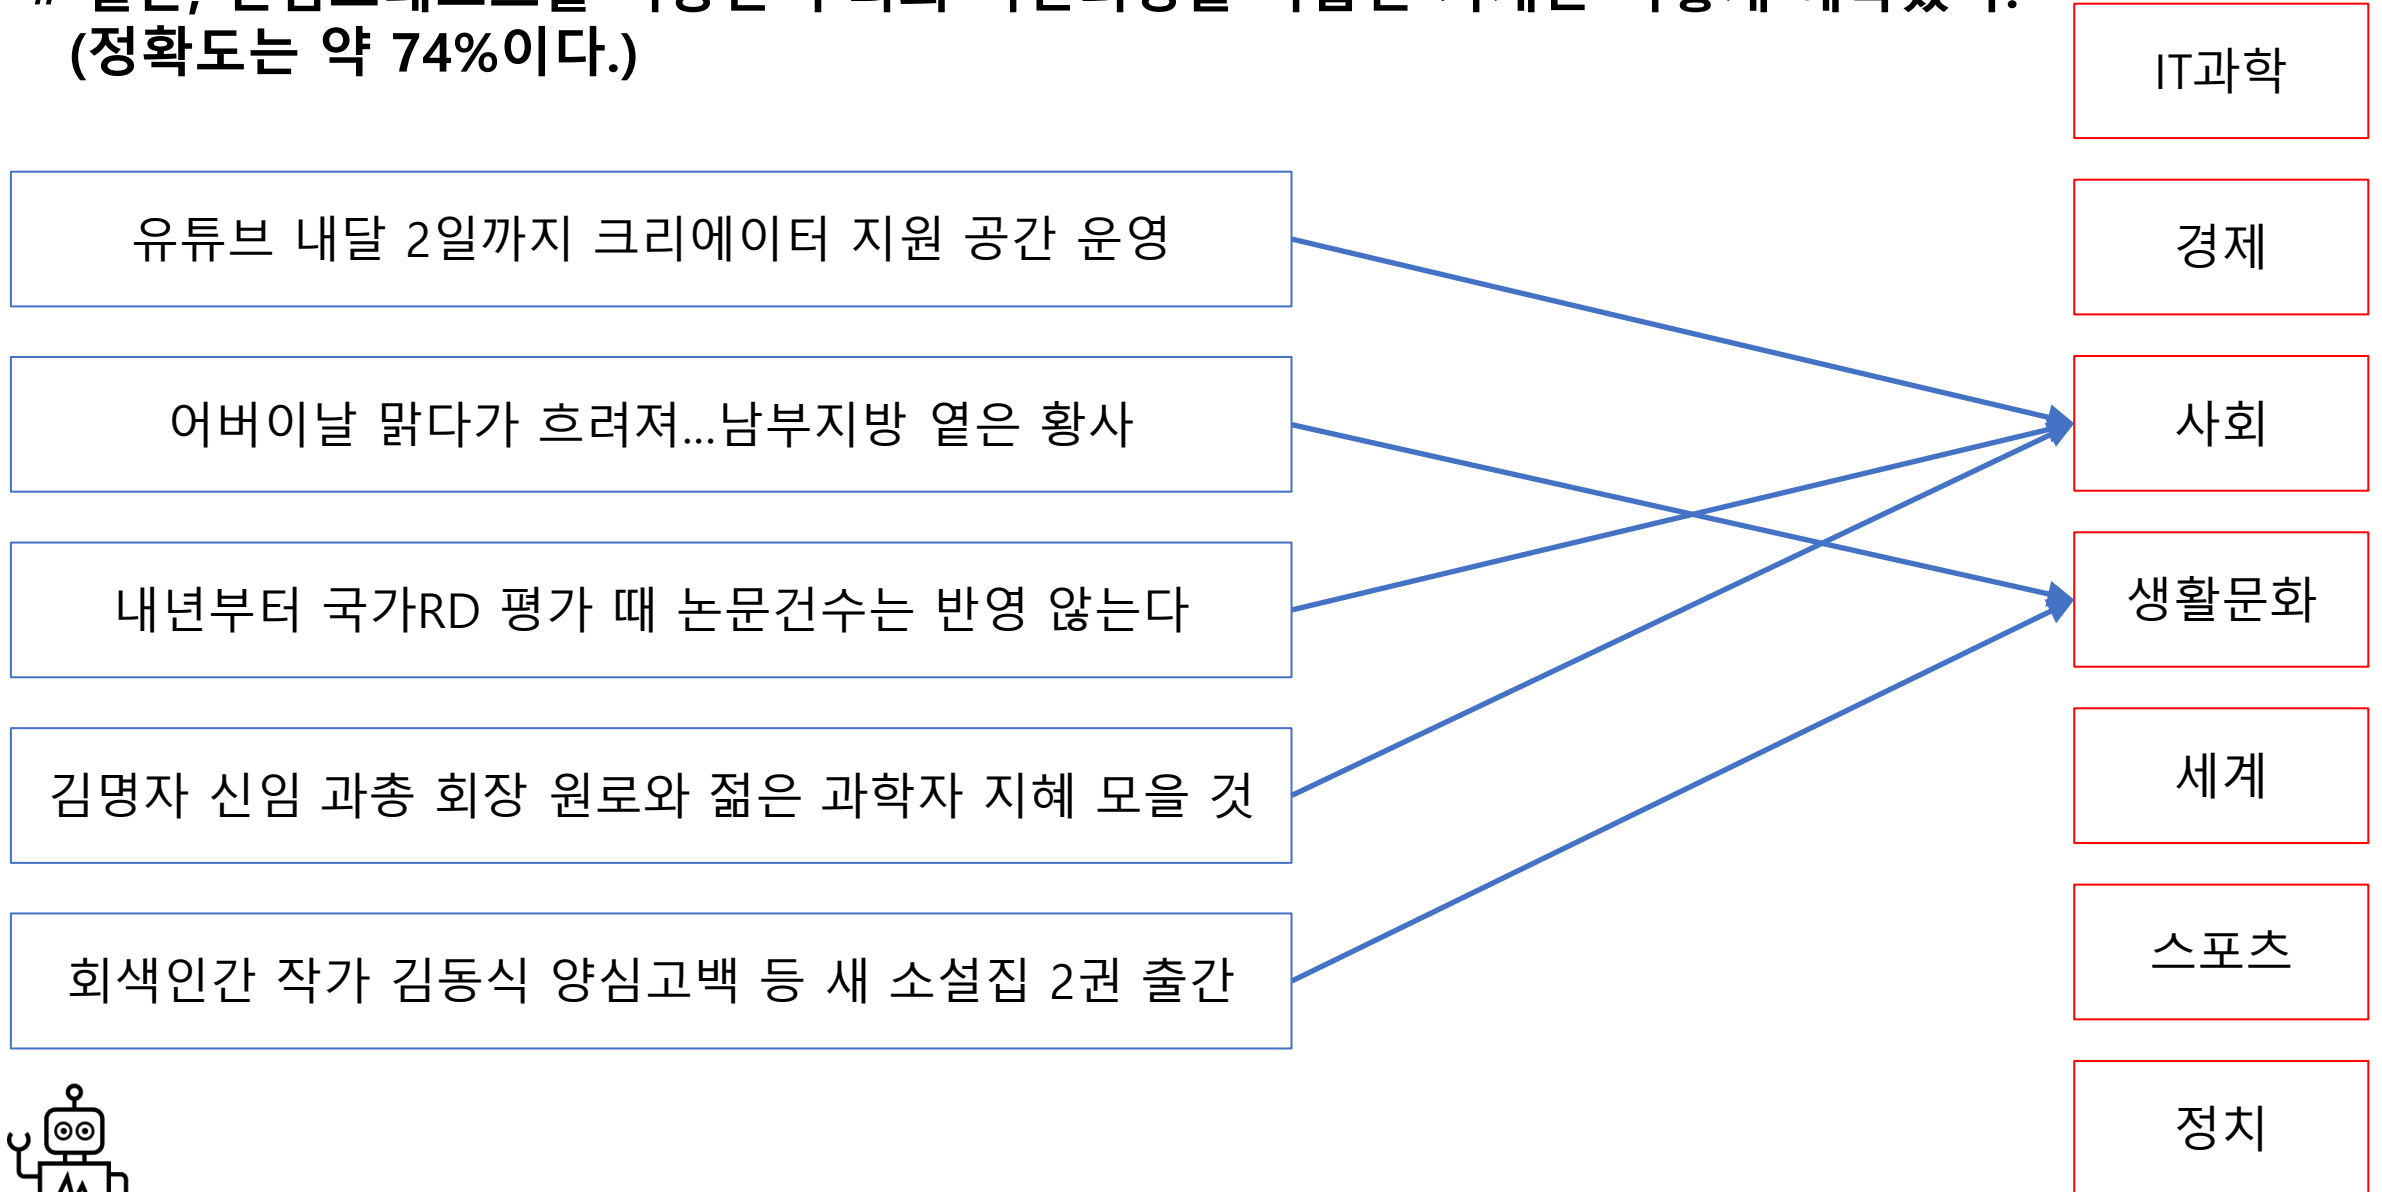 (정확도는 약 74%이다.)
IT과학
유튜브 내달 2일까지 크리에이터 지원 공간 운영
경제
어버이날 맑다가 흐려져...남부지방 옅은 황사
사회
내년부터 국가RD 평가 때 논문건수는 반영 않는다
생활문화
김명자 신임 과총 회장 원로와 젊은 과학자 지혜 모을 것
세계
회색인간 작가 김동식 양심고백 등 새 소설집 2권 출간
스포츠
정치